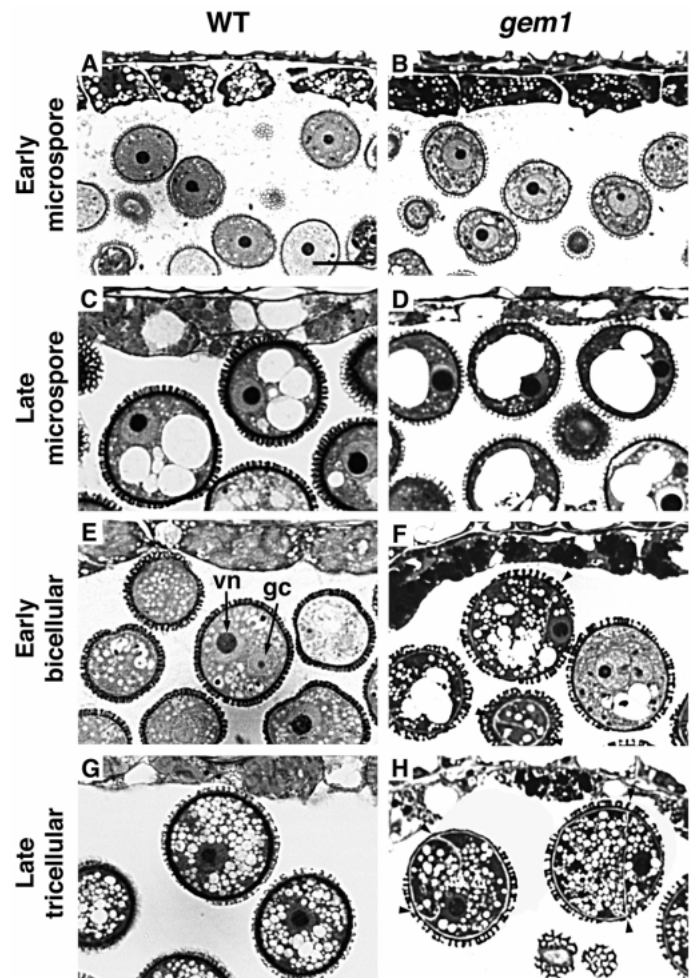 WT gem1
A B
Early
microspore
C D
Late
microspore
E F
vn gc
Early
bicellular
G H
Late
tricellular